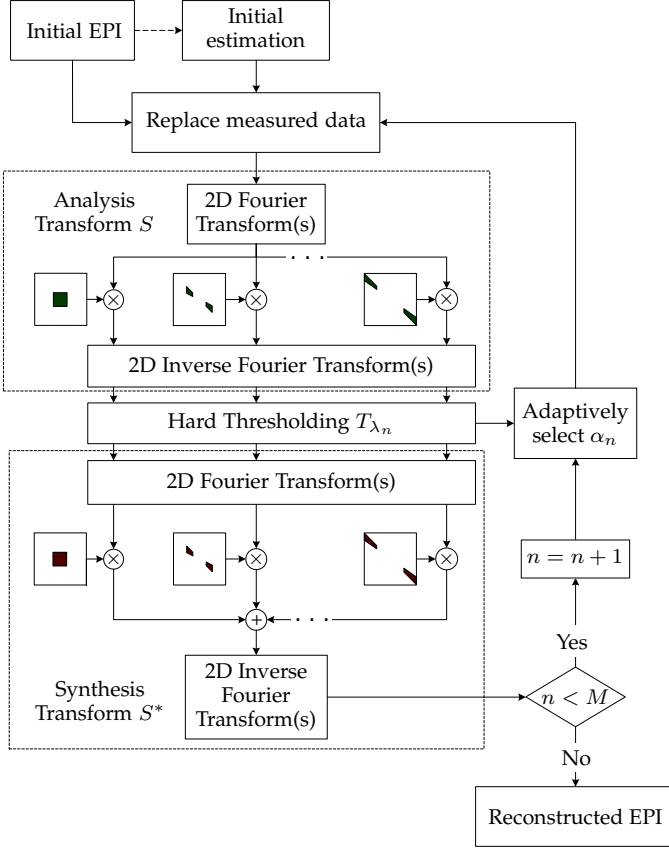 Initial EPI
Initial
estimation
Replace measured data
Analysis
Transform S
2D Fourier
Transform(s)
. . .
× × ×
2D Inverse Fourier Transform(s)
Hard Thresholding T_{λ_n}
Adaptively
select α_n
2D Fourier Transform(s)
× × ×
n = n + 1
+ . . .
Yes
Synthesis
Transform S*
2D Inverse
Fourier
Transform(s)
n < M
No
Reconstructed EPI